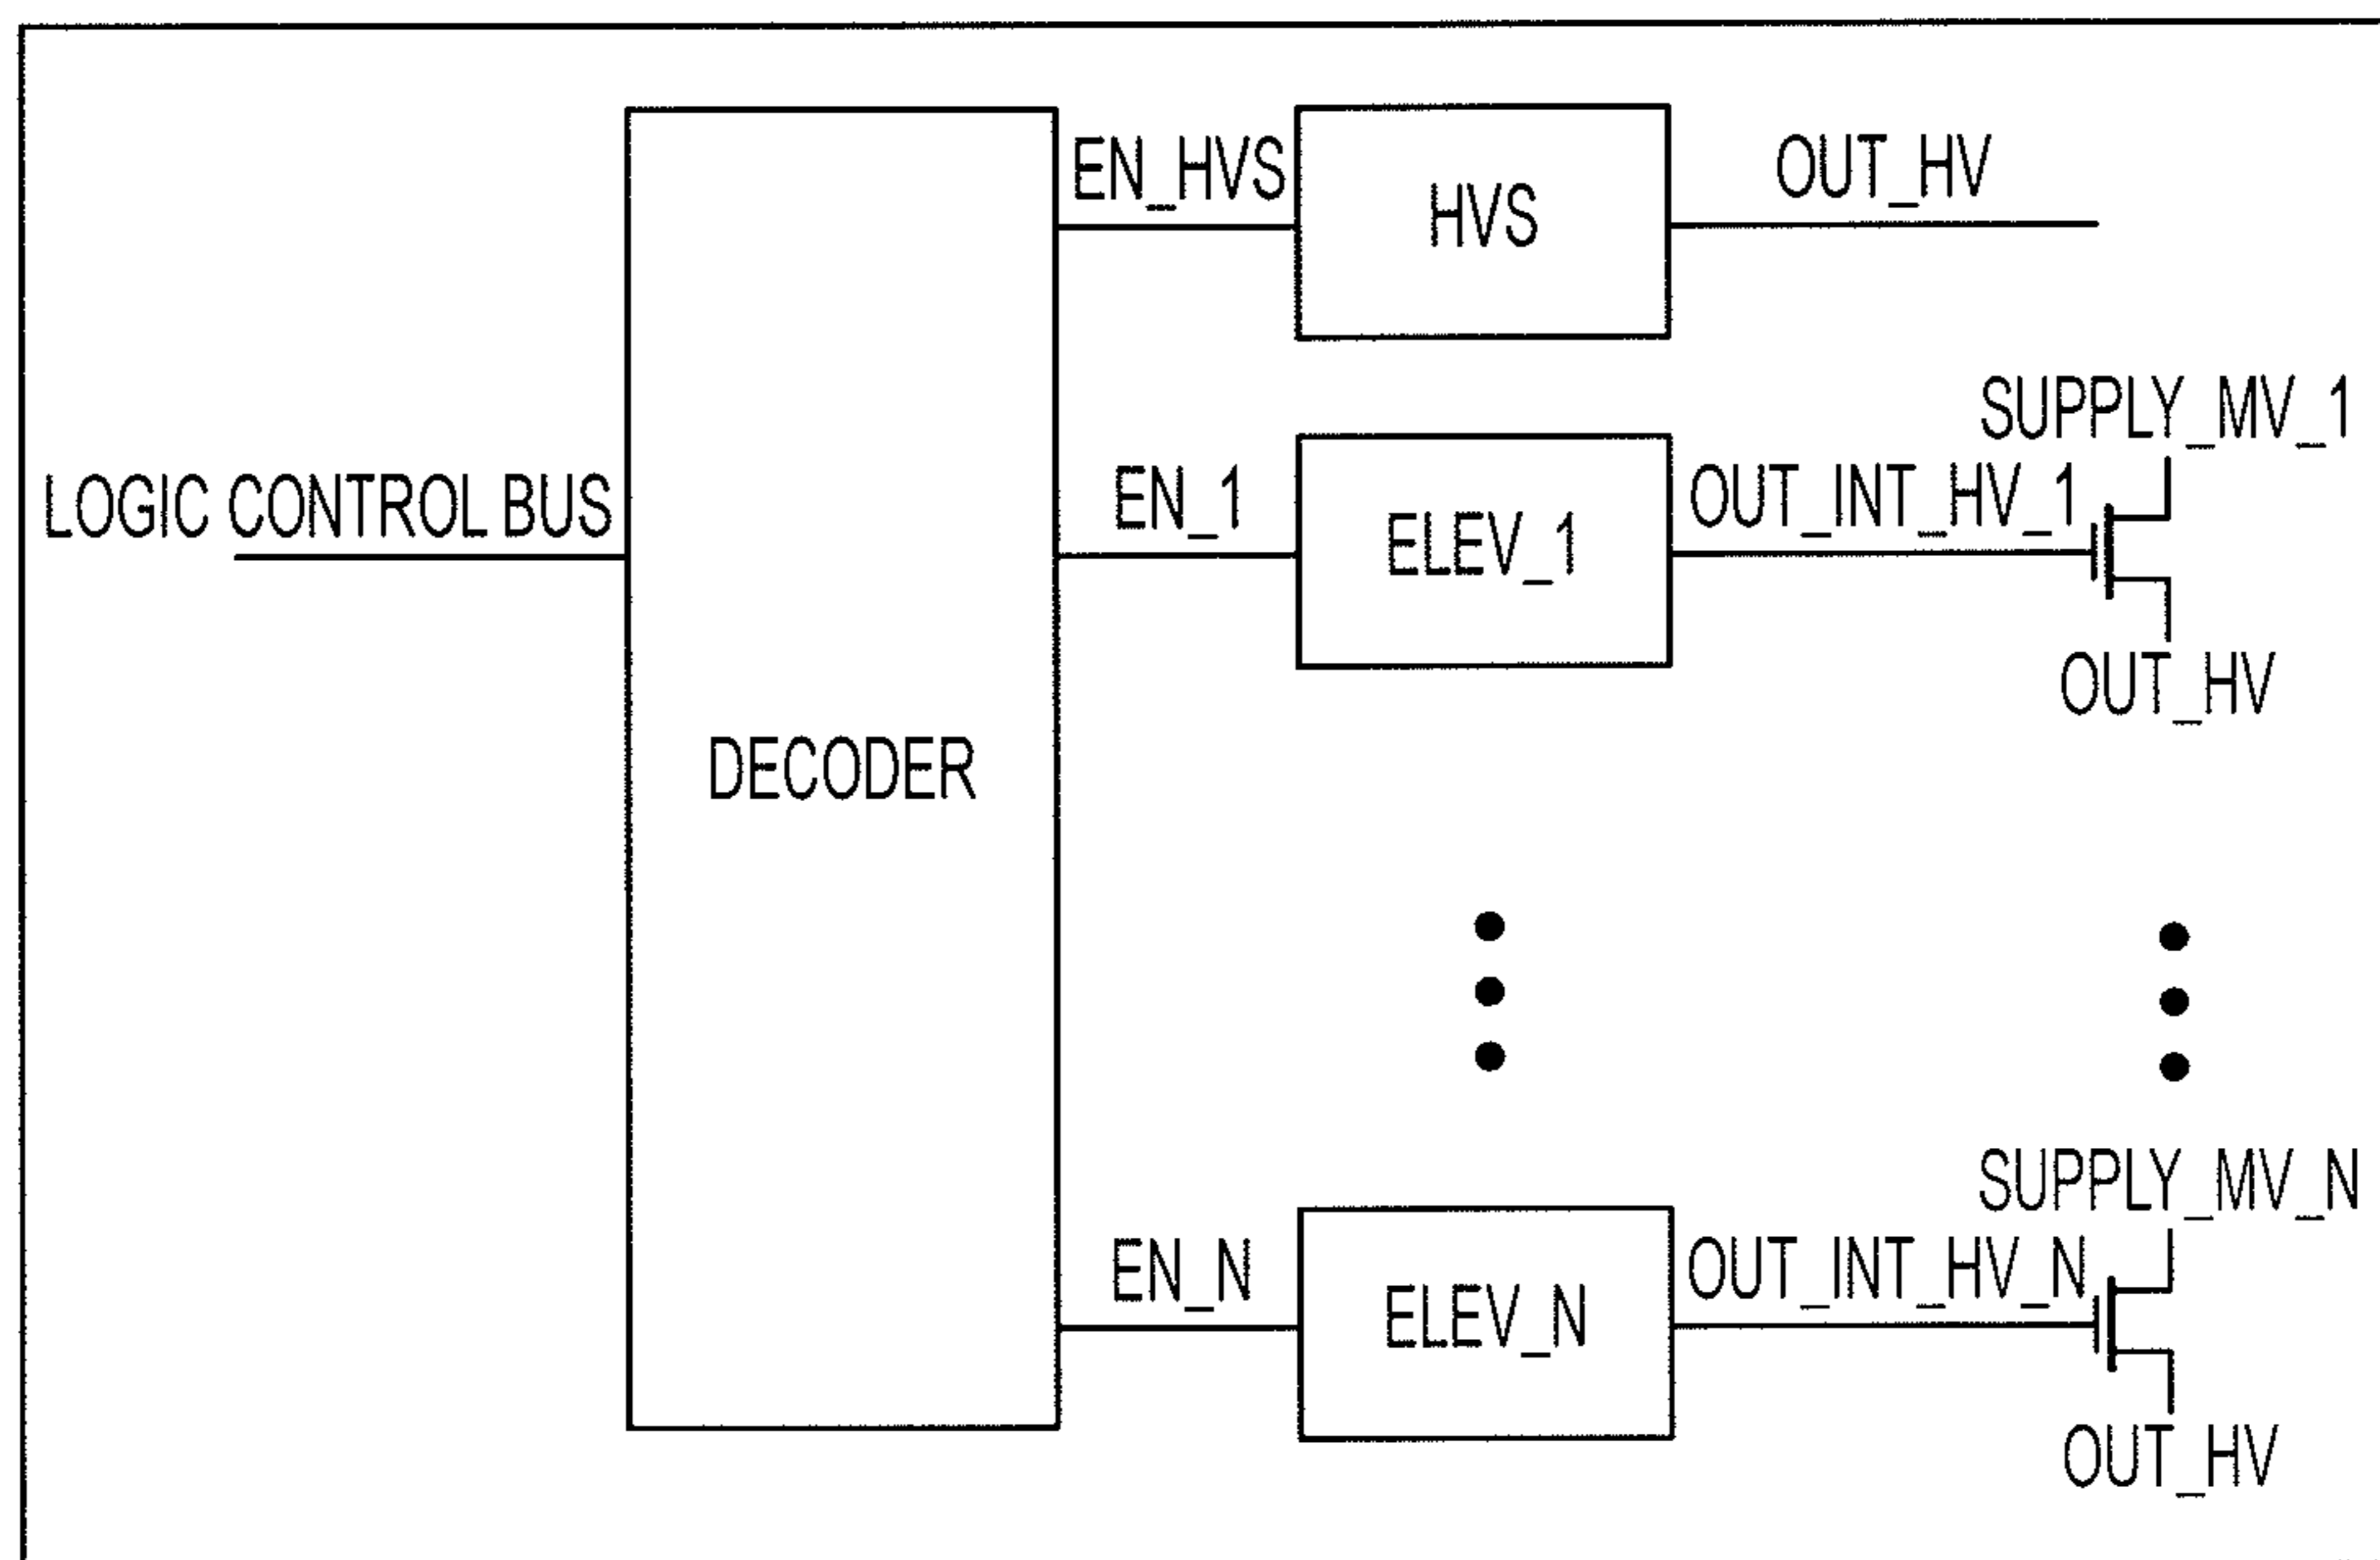 EN_HVS
HVS
OUT_HV
SUPPLY_MV_1
LOGIC CONTROL BUS
EN_1
ELEV_1
OUT_INT_HV_1
OUT_HV
DECODER
SUPPLY_MV_N
EN_N
ELEV_N
OUT_INT_HV_N
OUT_HV